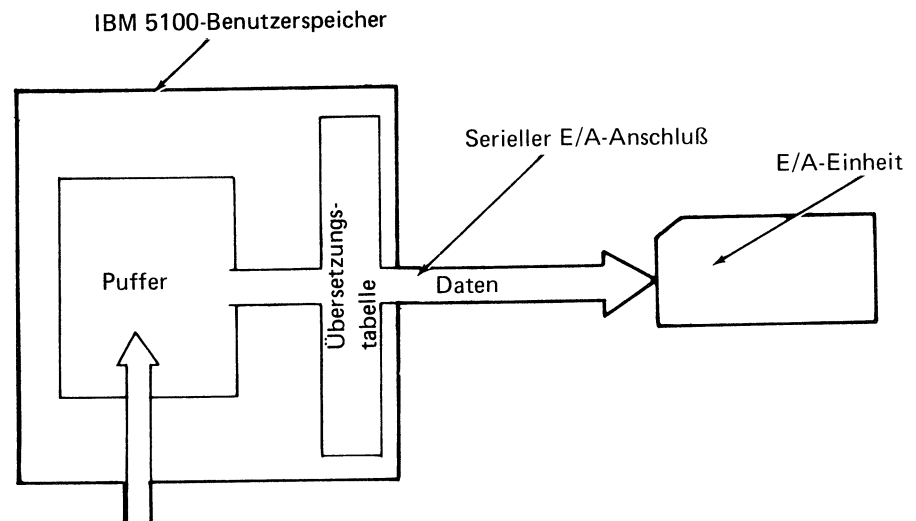 IBM 5100-Benutzerspeicher
Serieller E/A-Anschluß
E/A-Einheit
Puffer
Übersetzungs-
tabelle
Daten